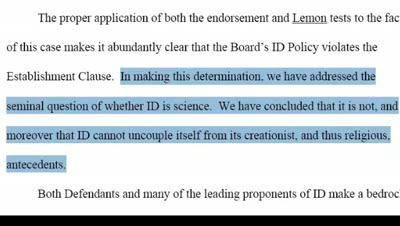 The proper application of both the endorsement and Lemon tests to the fac
of this case makes it abundantly clear that the Board's ID Policy violates the
Establishment Clause. In making this determination, we have addressed the
seminal question of whether ID is science. We have concluded that it is not, and
moreover that ID cannot uncouple itself from its creationist, and thus religious,
antecedents.
Both Defendants and many of the leading proponents of ID make a bedroc